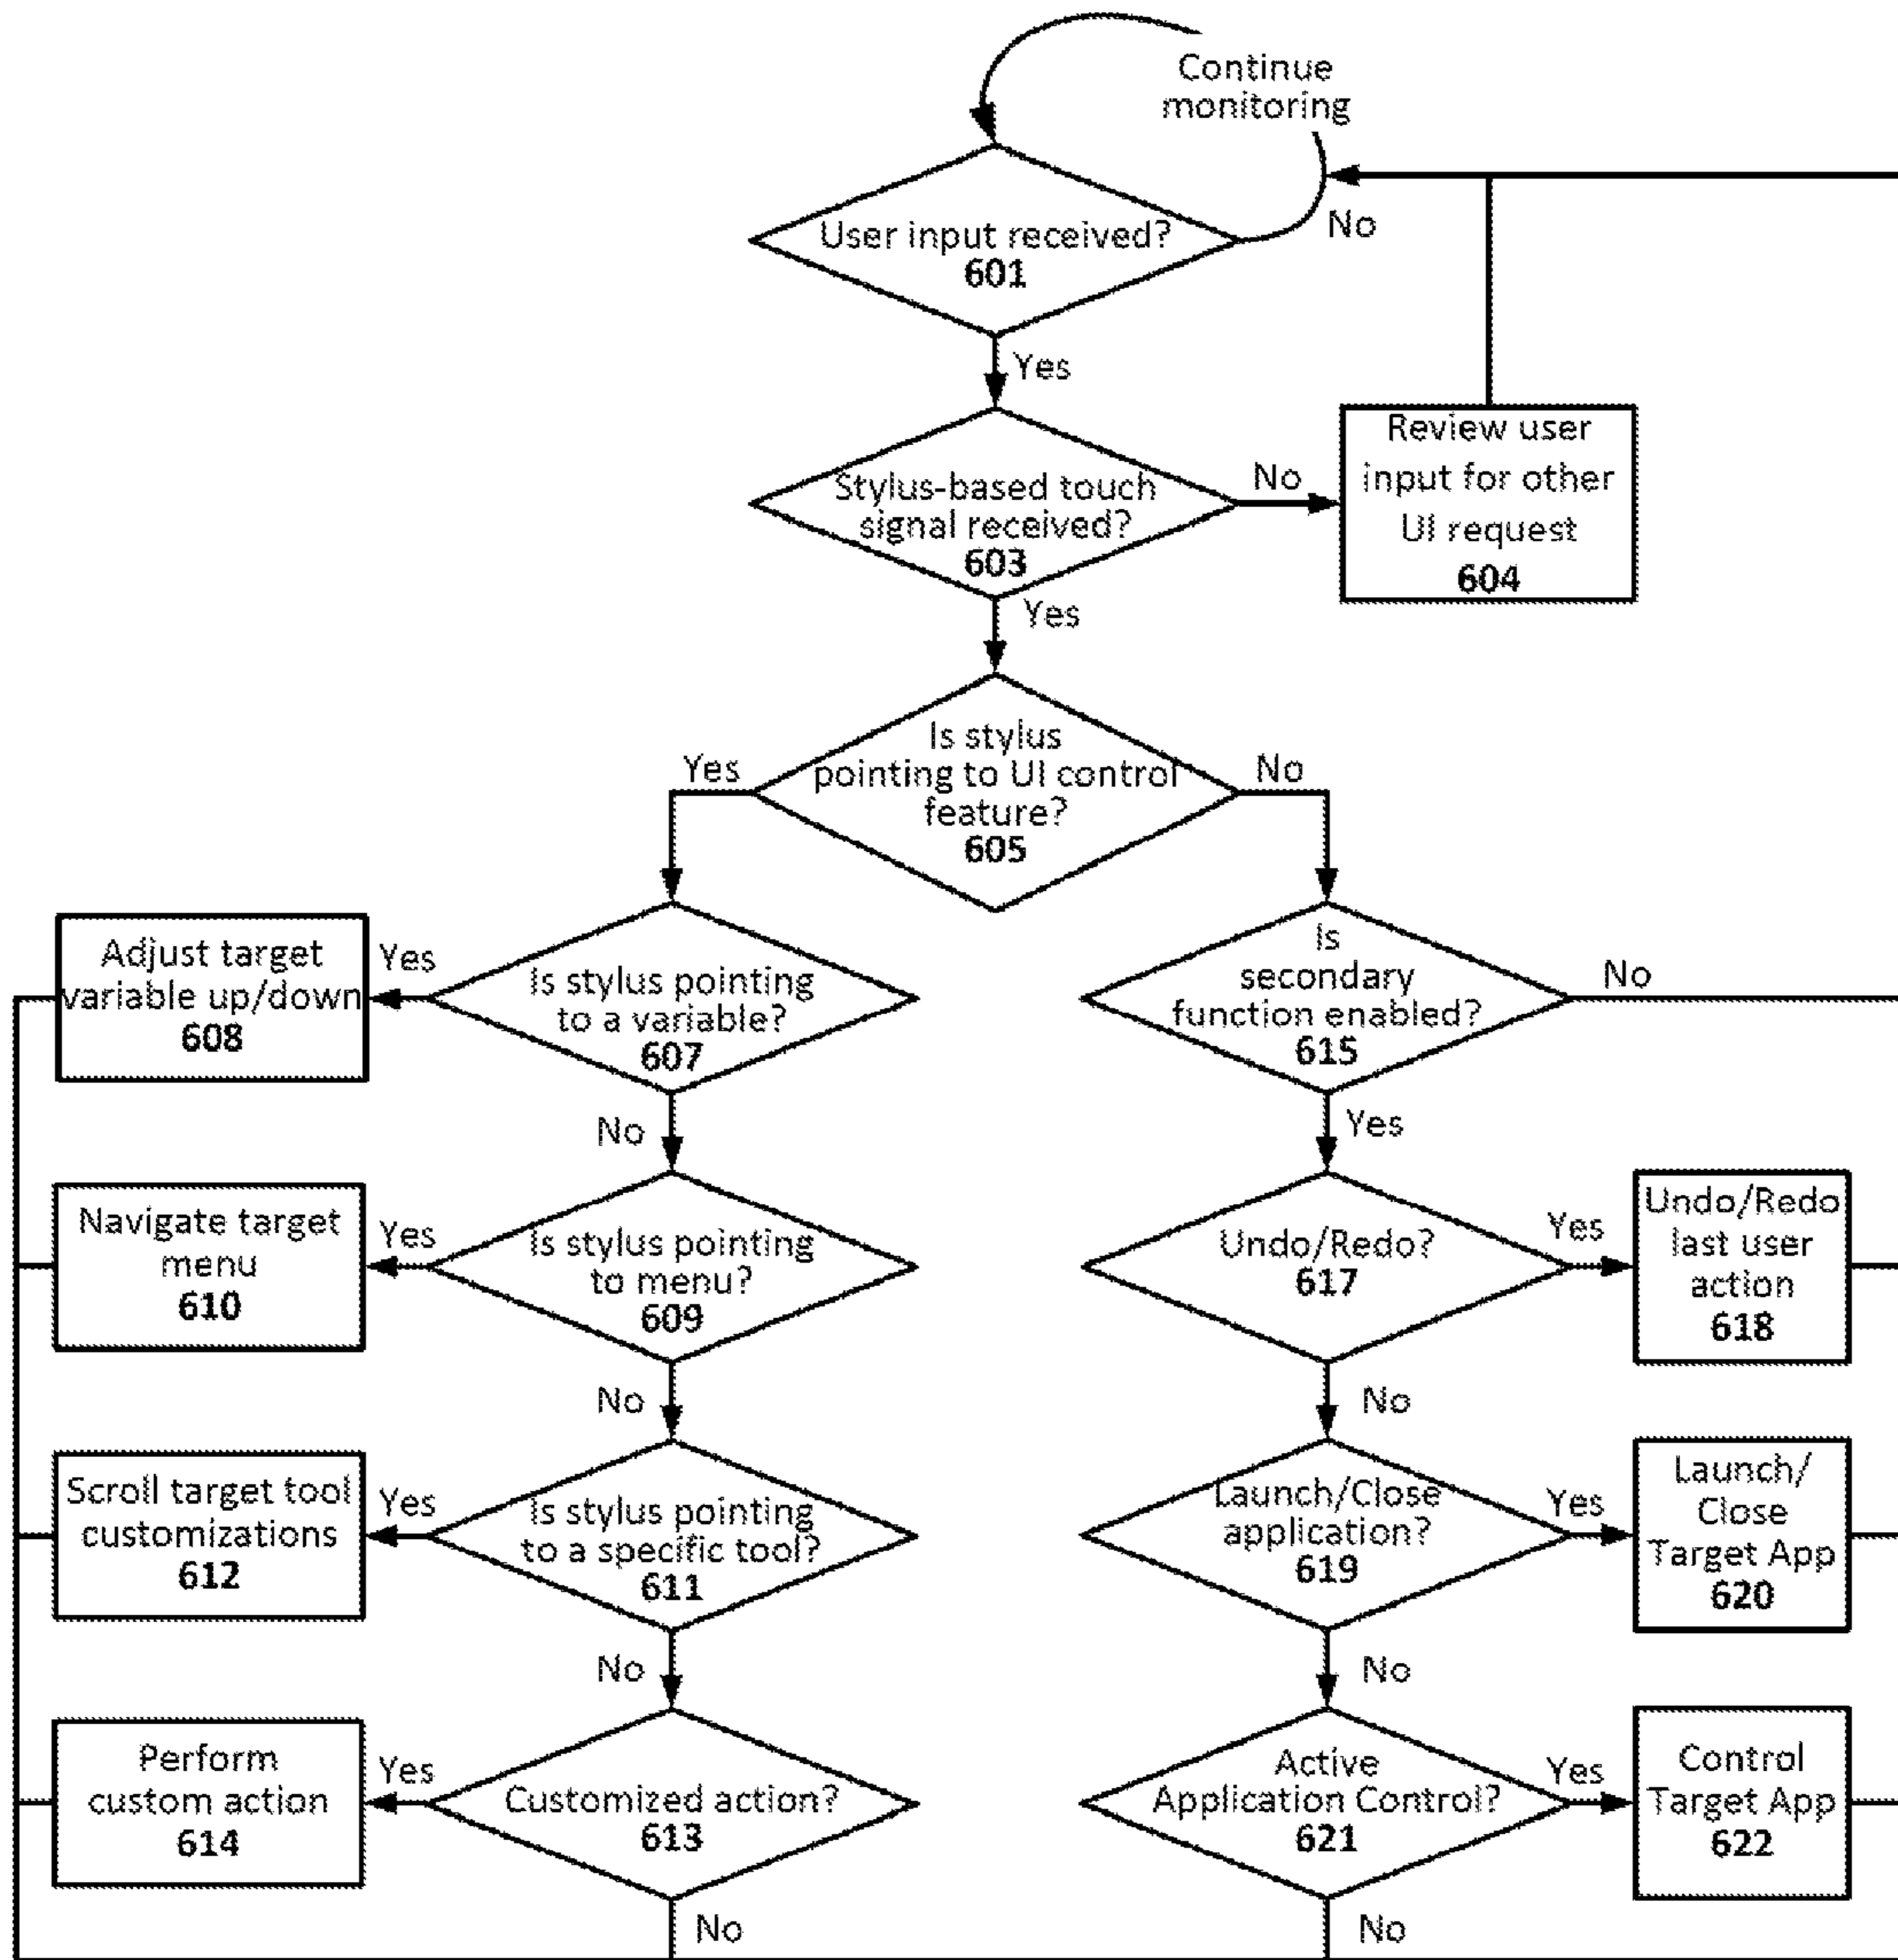 Continue
monitoring
User input received?
601
No
Yes
Stylus-based touch
signal received?
603
No
Review user
input for other
UI request
604
Yes
Is stylus
pointing to UI control
feature?
605
Yes
No
Is stylus pointing
to a variable?
607
Yes
Adjust target
variable up/down
608
No
Is
secondary
function enabled?
615
No
Yes
Is stylus pointing
to menu?
609
Yes
Navigate target
menu
610
No
Undo/Redo?
617
Yes
Undo/Redo
last user
action
618
No
Is stylus pointing
to a specific tool?
611
Yes
Scroll target tool
customizations
612
No
Launch/Close
application?
619
Yes
Launch/
Close
Target App
620
No
Customized action?
613
Yes
Perform
custom action
614
No
Active
Application Control?
621
Yes
Control
Target App
622
No